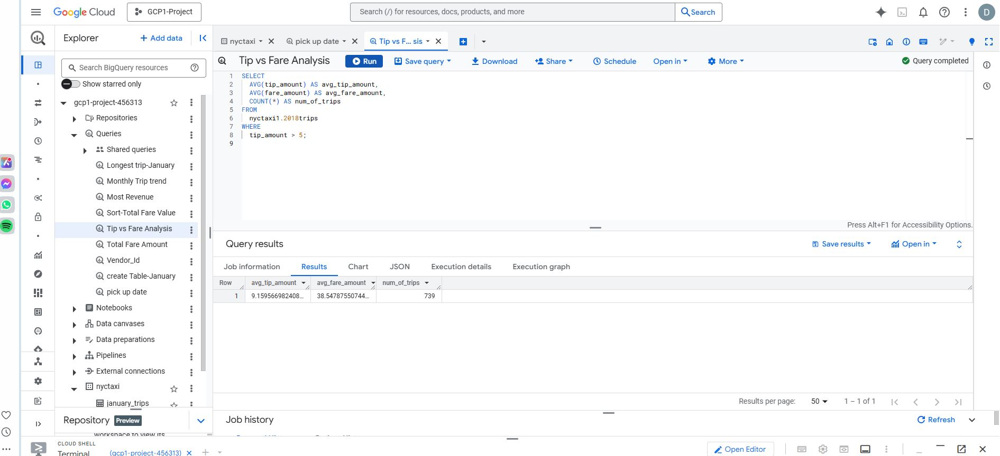 Google Cloud
GCP1-Project
Search (/) for resources, docs, products, and more
Search
D
Explorer
+ Add data
nyctaxi
pick up date
Tip vs F... sis
Search BigQuery resources
Show starred only
Tip vs Fare Analysis
Run
Save query
Download
Share
Schedule
Open in
More
Query completed
1 SELECT
2 AVG(tip_amount) AS avg_tip_amount,
3 AVG(fare_amount) AS avg_fare_amount,
4 COUNT(*) AS num_of_trips
5 FROM
6 nyctaxi1.2018trips
7 WHERE
8 tip_amount > 5;
9
Press Alt+F1 for Accessibility Options.
gcp1-project-456313
Repositories
Queries
Shared queries
Longest trip-January
Monthly Trip trend
Most Revenue
Sort-Total Fare Value
Tip vs Fare Analysis
Total Fare Amount
Vendor_Id
create Table-January
pick up date
Notebooks
Data canvases
Data preparations
Pipelines
External connections
nyctaxi
january_trips
Repository Preview
workspace to view its
Query results
Save results
Open in
Job information
Results
Chart
JSON
Execution details
Execution graph
Row avg_tip_amount avg_fare_amount num_of_trips
1 9.159566982408... 38.54787550744... 739
Results per page: 50 1 – 1 of 1
Job history
Refresh
CLOUD SHELL
Terminal
(gcp1-project-456313)
Open Editor